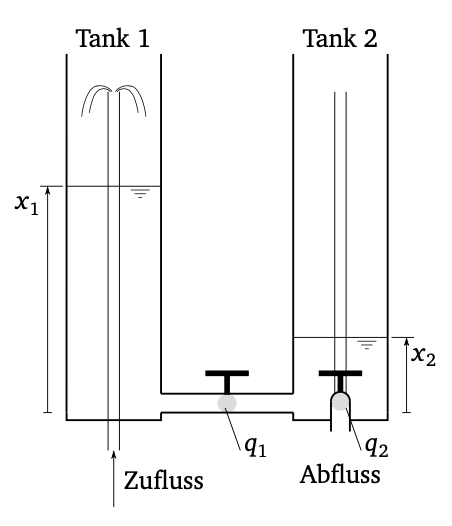 Tank 1
Tank 2
x₁
x₂
q₁
q₂
Zufluss
Abfluss